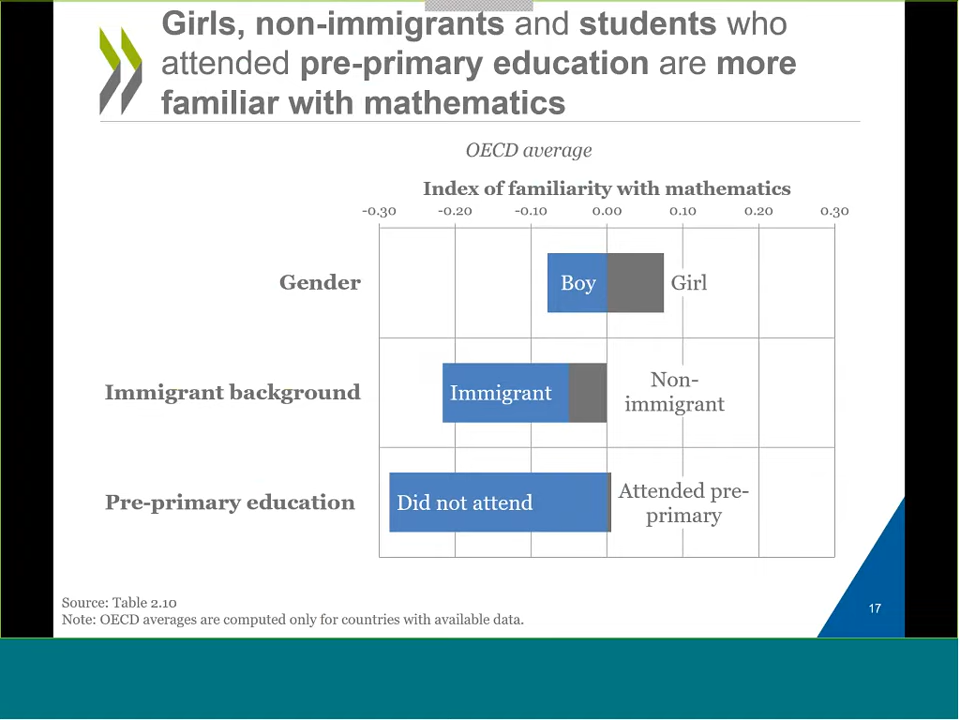 Girls, non-immigrants and students who
attended pre-primary education are more
familiar with mathematics
OECD average
Index of familiarity with mathematics
-0.30 -0.20 -0.10 0.00 0.10 0.20 0.30
Gender
Boy
Girl
Immigrant background
Immigrant
Non-
immigrant
Pre-primary education
Did not attend
Attended pre-
primary
Source: Table 2.10
Note: OECD averages are computed only for countries with available data.
17